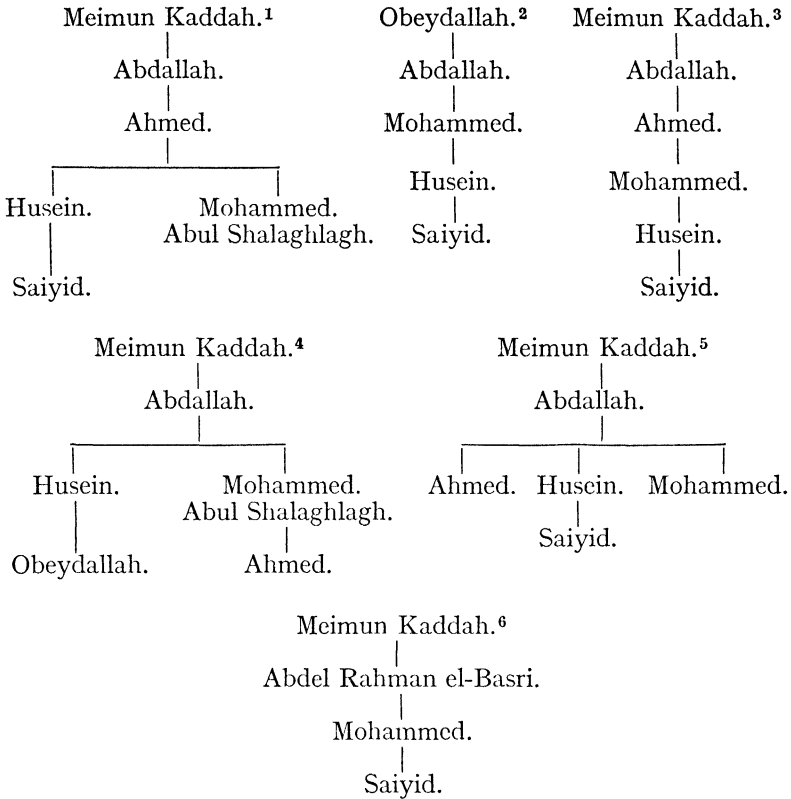 Meimun Kaddah.¹ Obeydallah.² Meimun Kaddah.³
Abdallah. Abdallah. Abdallah.
Ahmed. Mohammed. Ahmed.
Husein. Mohammed.
Abul Shalaghlagh.
Saiyid.
Husein.
Saiyid.
Mohammed.
Husein.
Saiyid.
Meimun Kaddah.⁴ Meimun Kaddah.⁵
Abdallah. Abdallah.
Husein. Mohammed. Ahmed. Husein. Mohammed.
Abul Shalaghlagh.
Obeydallah. Ahmed.
Saiyid.
Meimun Kaddah.⁶
Abdel Rahman el-Basri.
Mohammed.
Saiyid.